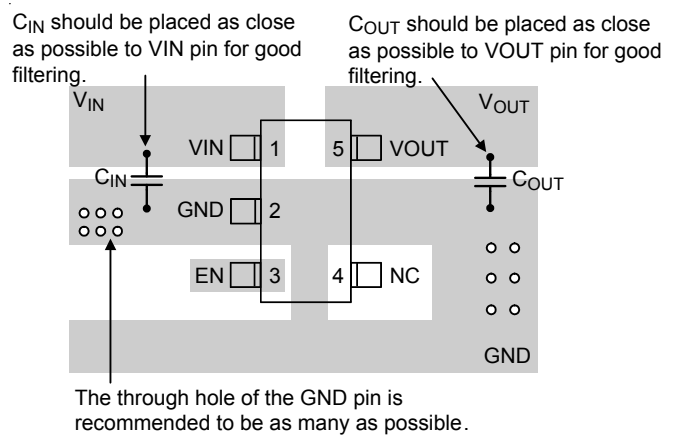 CIN should be placed as close
as possible to VIN pin for good
filtering.
COUT should be placed as close
as possible to VOUT pin for good
filtering.
VIN
VOUT
VIN 1 5 VOUT
CIN
COUT
GND 2
EN 3 4 NC
GND
The through hole of the GND pin is
recommended to be as many as possible.